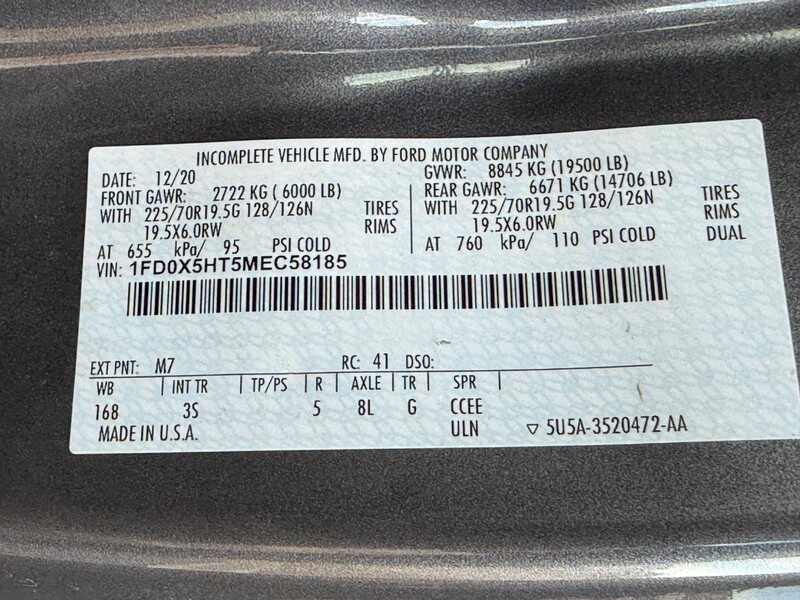 INCOMPLETE VEHICLE MFD. BY FORD MOTOR COMPANY
DATE: 12/20 GVWR: 8845 KG (19500 LB)
FRONT GAWR: 2722 KG ( 6000 LB) REAR GAWR: 6671 KG (14706 LB)
WITH 225/70R19.5G 128/126N TIRES WITH 225/70R19.5G 128/126N TIRES
19.5X6.0RW RIMS 19.5X6.0RW RIMS
AT 655 kPa/ 95 PSI COLD AT 760 kPa/ 110 PSI COLD DUAL
VIN: 1FD0X5HT5MEC58185
EXT PNT: M7 RC: 41 DSO:
WB INT TR TP/PS R AXLE TR SPR
168 3S 5 8L G CCEE
MADE IN U.S.A. ULN ▽ 5U5A-3520472-AA